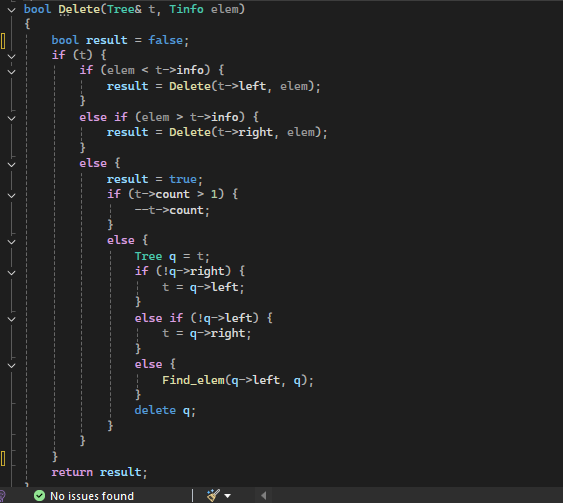 bool Delete(Tree& t, Tinfo elem)
{
    bool result = false;
    if (t) {
        if (elem < t->info) {
            result = Delete(t->left, elem);
        }
        else if (elem > t->info) {
            result = Delete(t->right, elem);
        }
        else {
            result = true;
            if (t->count > 1) {
                --t->count;
            }
            else {
                Tree q = t;
                if (!q->right) {
                    t = q->left;
                }
                else if (!q->left) {
                    t = q->right;
                }
                else {
                    Find_elem(q->left, q);
                }
                delete q;
            }
        }
    }
    return result;
No issues found